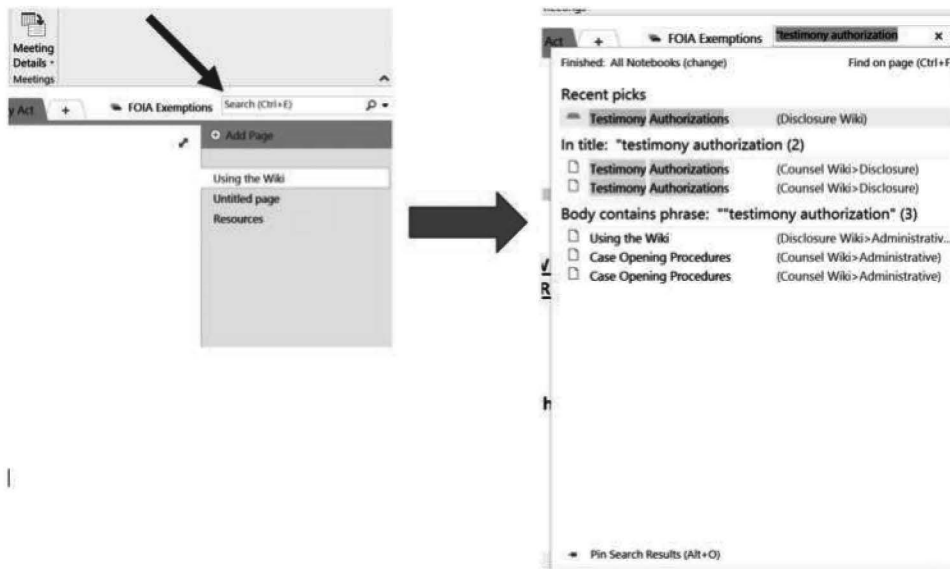 Meeting
Details
Meetings
y Act + FOIA Exemptions Search (Ctrl+E)
Add Page
Using the Wiki
Untitled page
Resources
Act + FOIA Exemptions "testimony authorization x
Finished: All Notebooks (change) Find on page (Ctrl+F
Recent picks
Testimony Authorizations (Disclosure Wiki)
In title: "testimony authorization (2)
Testimony Authorizations (Counsel Wiki>Disclosure)
Testimony Authorizations (Counsel Wiki>Disclosure)
Body contains phrase: ""testimony authorization" (3)
Using the Wiki (Disclosure Wiki>Administrativ...
Case Opening Procedures (Counsel Wiki>Administrative)
Case Opening Procedures (Counsel Wiki>Administrative)
R
h
Pin Search Results (Alt+O)